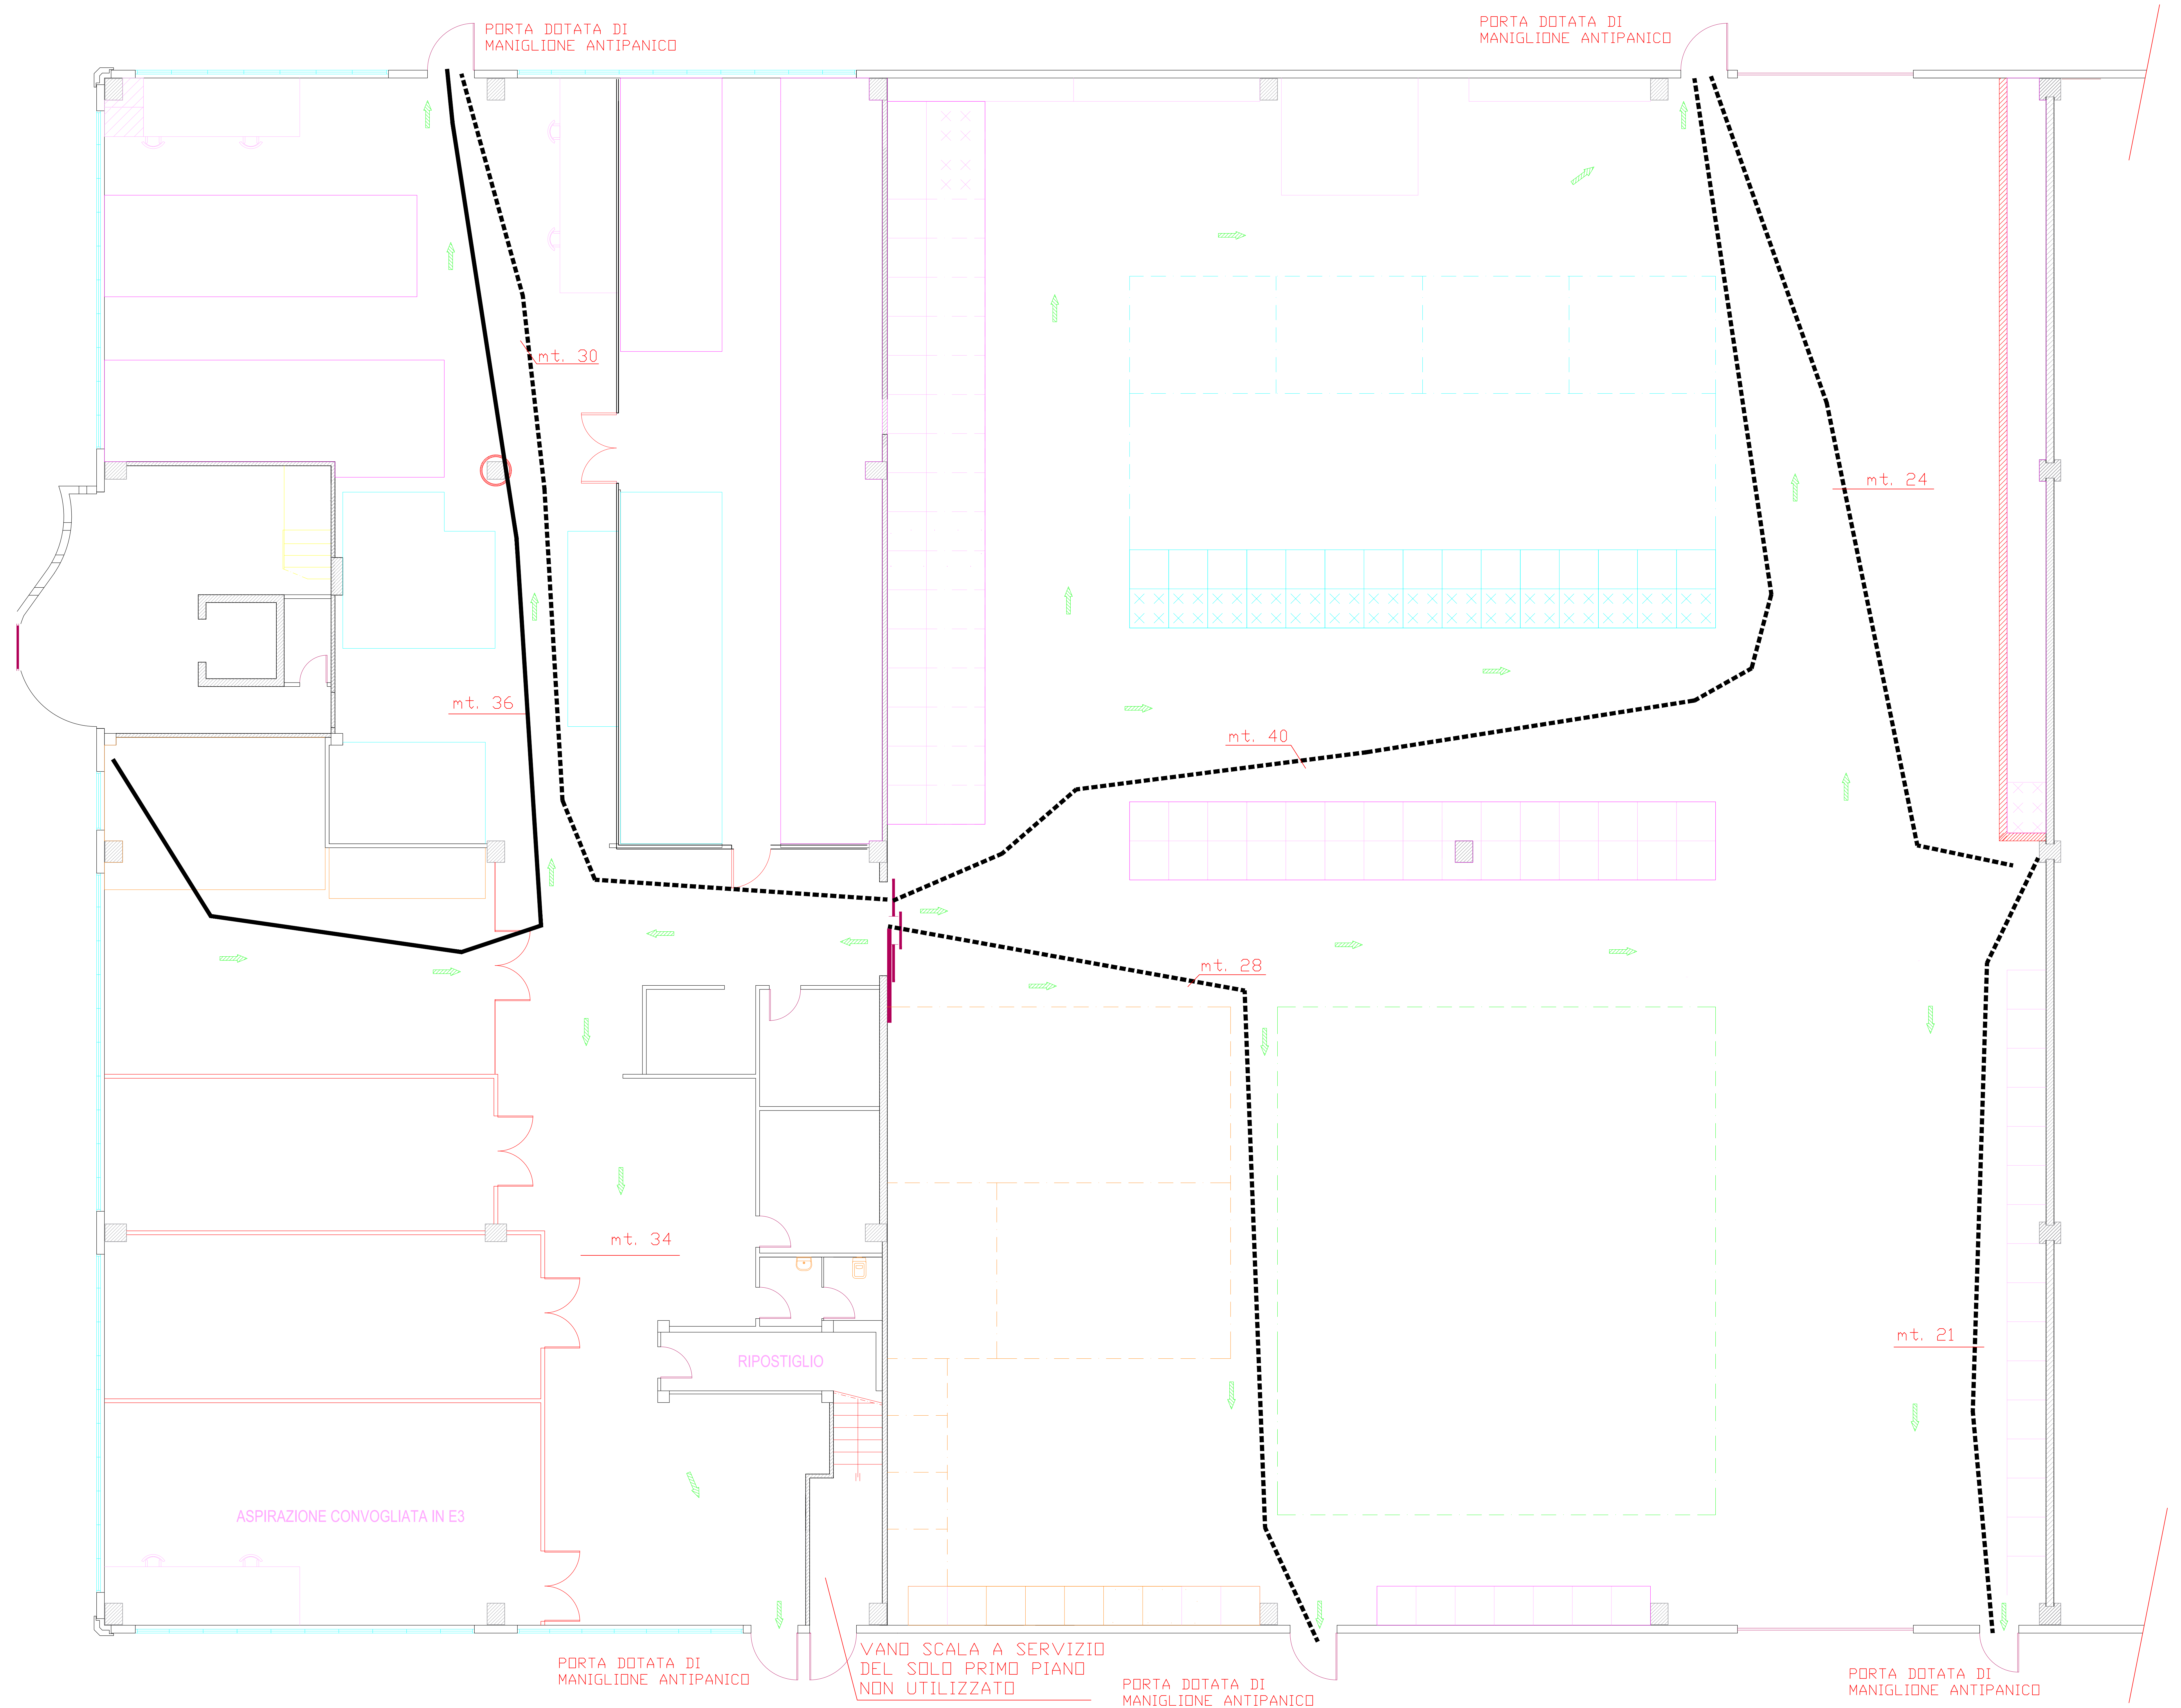 PORTA DOTATA DI
MANIGLIONE ANTIPANICO
PORTA DOTATA DI
MANIGLIONE ANTIPANICO
mt. 30
mt. 24
mt. 36
mt. 40
mt. 28
mt. 34
mt. 21
RIPOSTIGLIO
ASPIRAZIONE CONVOGLIATA IN E3
VANO SCALA A SERVIZIO
DEL SOLO PRIMO PIANO
NON UTILIZZATO
PORTA DOTATA DI
MANIGLIONE ANTIPANICO
PORTA DOTATA DI
MANIGLIONE ANTIPANICO
PORTA DOTATA DI
MANIGLIONE ANTIPANICO